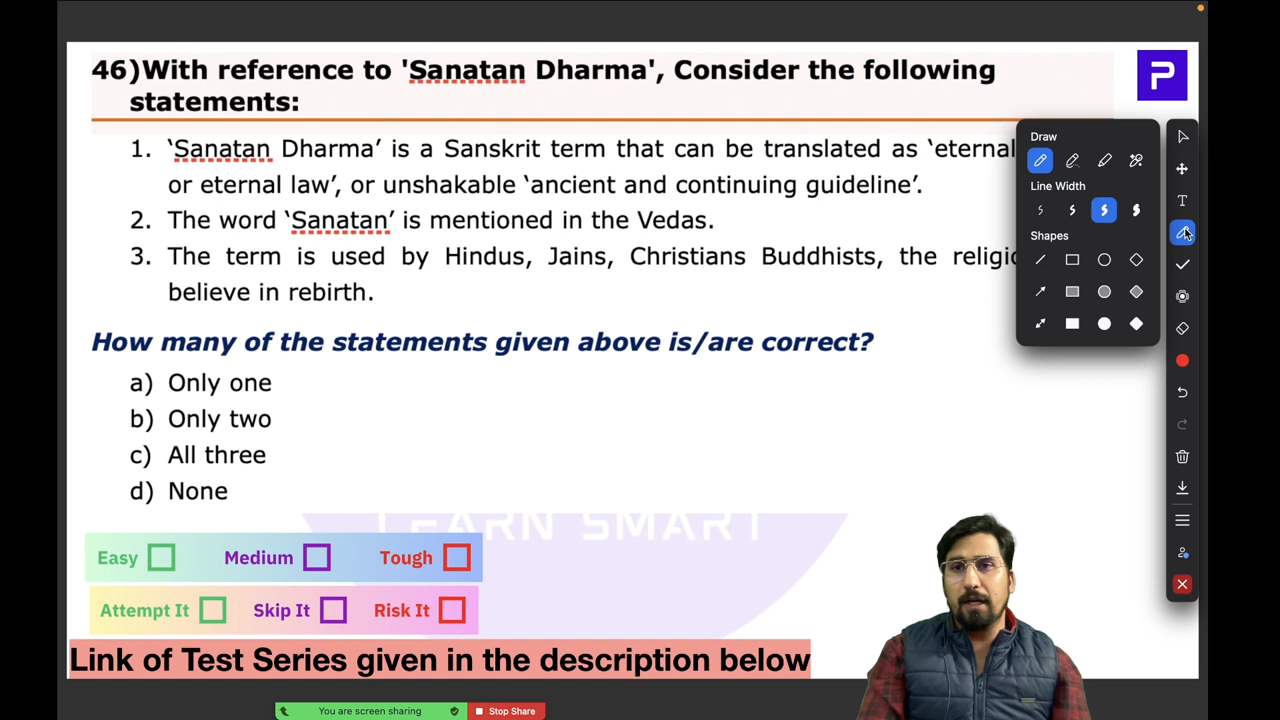 46)With reference to 'Sanatan Dharma', Consider the following
statements:
P
1. ‘Sanatan Dharma’ is a Sanskrit term that can be translated as ‘eternal
or eternal law’, or unshakable ‘ancient and continuing guideline’.
2. The word ‘Sanatan’ is mentioned in the Vedas.
3. The term is used by Hindus, Jains, Christians Buddhists, the
believe in rebirth.
How many of the statements given above is/are correct?
a) Only one
b) Only two
c) All three
d) None
Draw
Line Width
Shapes
T
LEARN SMART
Easy Medium Tough
Attempt It Skip It Risk It
Link of Test Series given in the description below
You are screen sharing Stop Share